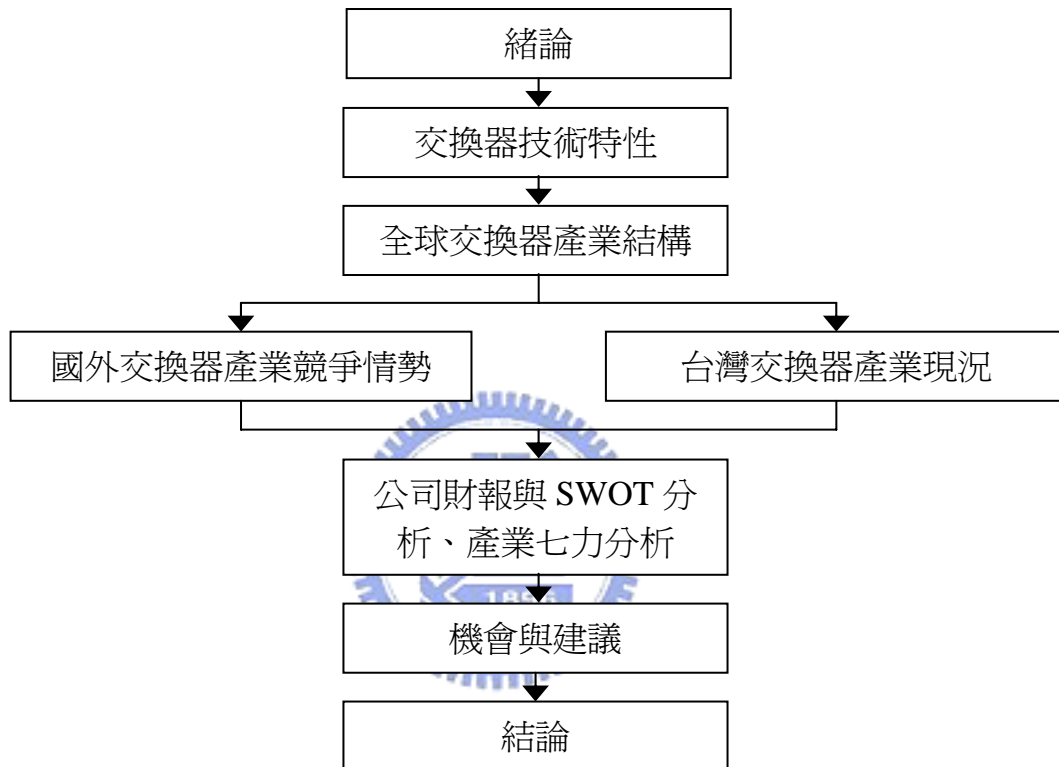 緒論
交換器技術特性
全球交換器產業結構
國外交換器產業競爭情勢
台灣交換器產業現況
公司財報與 SWOT 分
析、產業七力分析
1896
機會與建議
結論